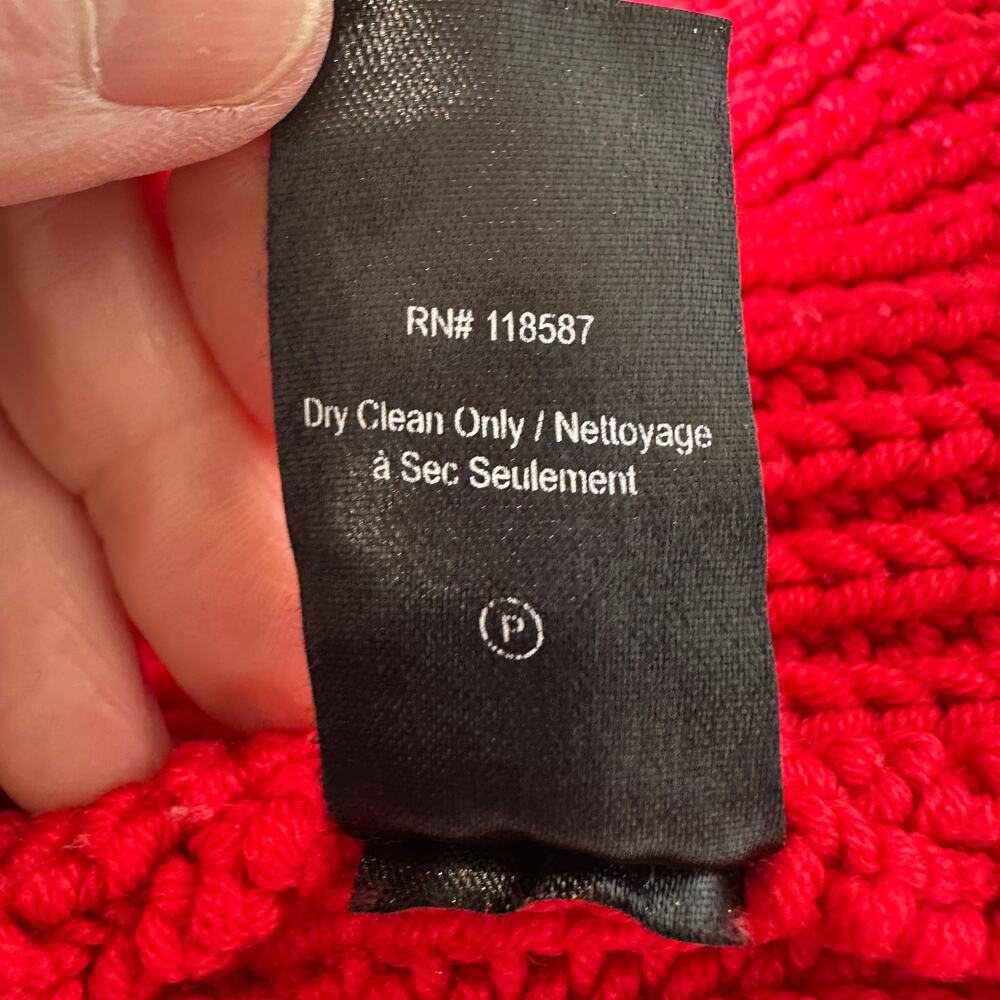 RN# 118587
Dry Clean Only / Nettoyage
à Sec Seulement
P